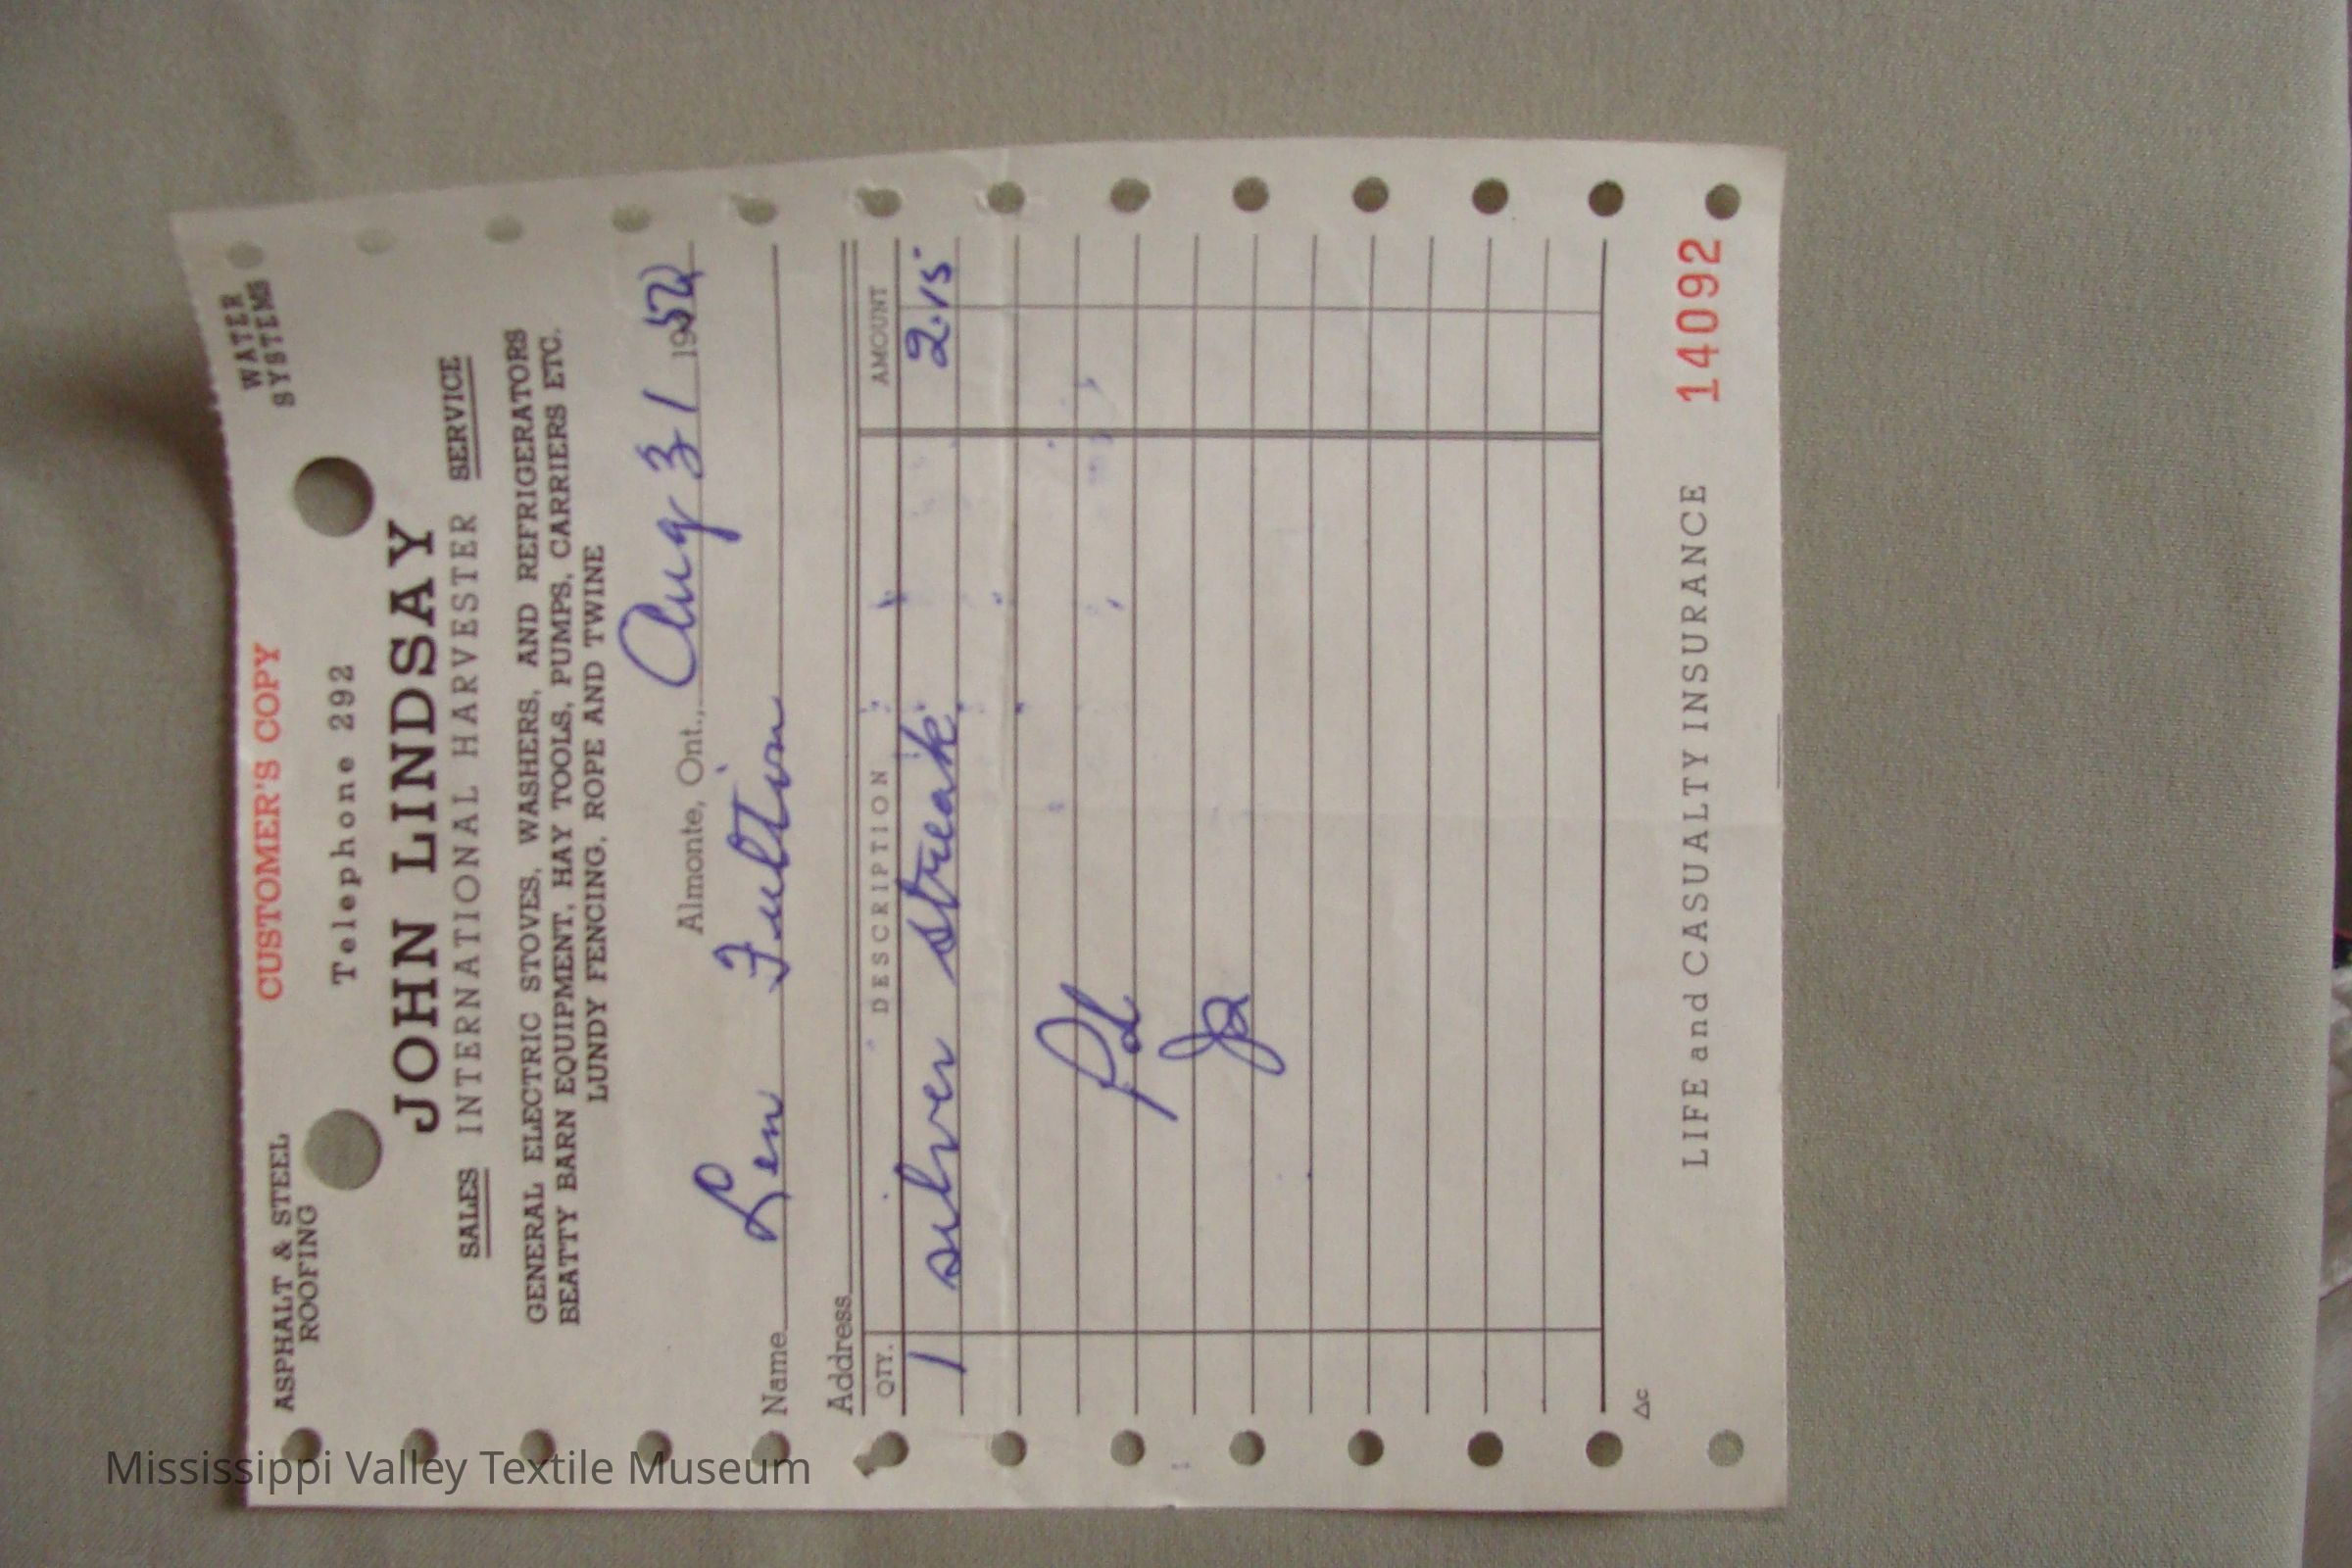 CUSTOMER'S COPY
ASPHALT & STEEL
ROOFING
WATER
SYSTEMS
Telephone 292
JOHN LINDSAY
SALES INTERNATIONAL HARVESTER SERVICE
GENERAL ELECTRIC STOVES, WASHERS, AND REFRIGERATORS
BEATTY BARN EQUIPMENT, HAY TOOLS, PUMPS, CARRIERS ETC.
LUNDY FENCING, ROPE AND TWINE
Almonte, Ont., Aug 31 1952
Name Len Fulton
Address
QTY. DESCRIPTION AMOUNT
1 silver streak 2.15
Pd
LIFE and CASUALTY INSURANCE 14092
Mississippi Valley Textile Museum